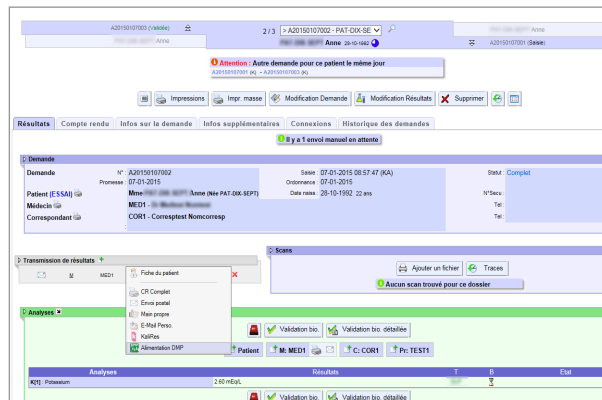 A20150107003 (Validée)
2 / 3 > A20150107002 - PAT-DIX-SE
Anne
Anne
Anne 28-10-1992
A20150107001 (Saisie)
Attention : Autre demande pour ce patient le même jour
A20150107001 (K) - A20150107003 (K)
Impressions Impr. masse Modification Demande Modification Résultats Supprimer
Résultats Compte rendu Infos sur la demande Infos supplémentaires Connexions Historique des demandes
Il y a 1 envoi manuel en attente
Demande
Demande N° : A20150107002 Saisie : 07-01-2015 08:57:47 (KA) Statut : Complet
Promesse : 07-01-2015 Ordonnance : 07-01-2015
Patient (ESSAI) Mme Anne (Née PAT-DIX-SEPT) Date naiss : 28-10-1992 22 ans N°Secu :
Médecin MED1 - Tel :
Correspondant COR1 - Corresptest Nomcorresp Tel :
Scans
Transmission de résultats
M MED1
Ajouter un fichier Traces
Aucun scan trouvé pour ce dossier
Fiche du patient
CR Complet
Envoi postal
Main propre
E-Mail Perso.
KaliRes
Alimentation DMP
Analyses
Validation bio. Validation bio. détaillée
Patient M: MED1 C: COR1 Pr: TEST1
Analyses Résultats T B Etat
K[1] : Potassium 2.60 mEq/L
Validation bio. Validation bio. détaillée